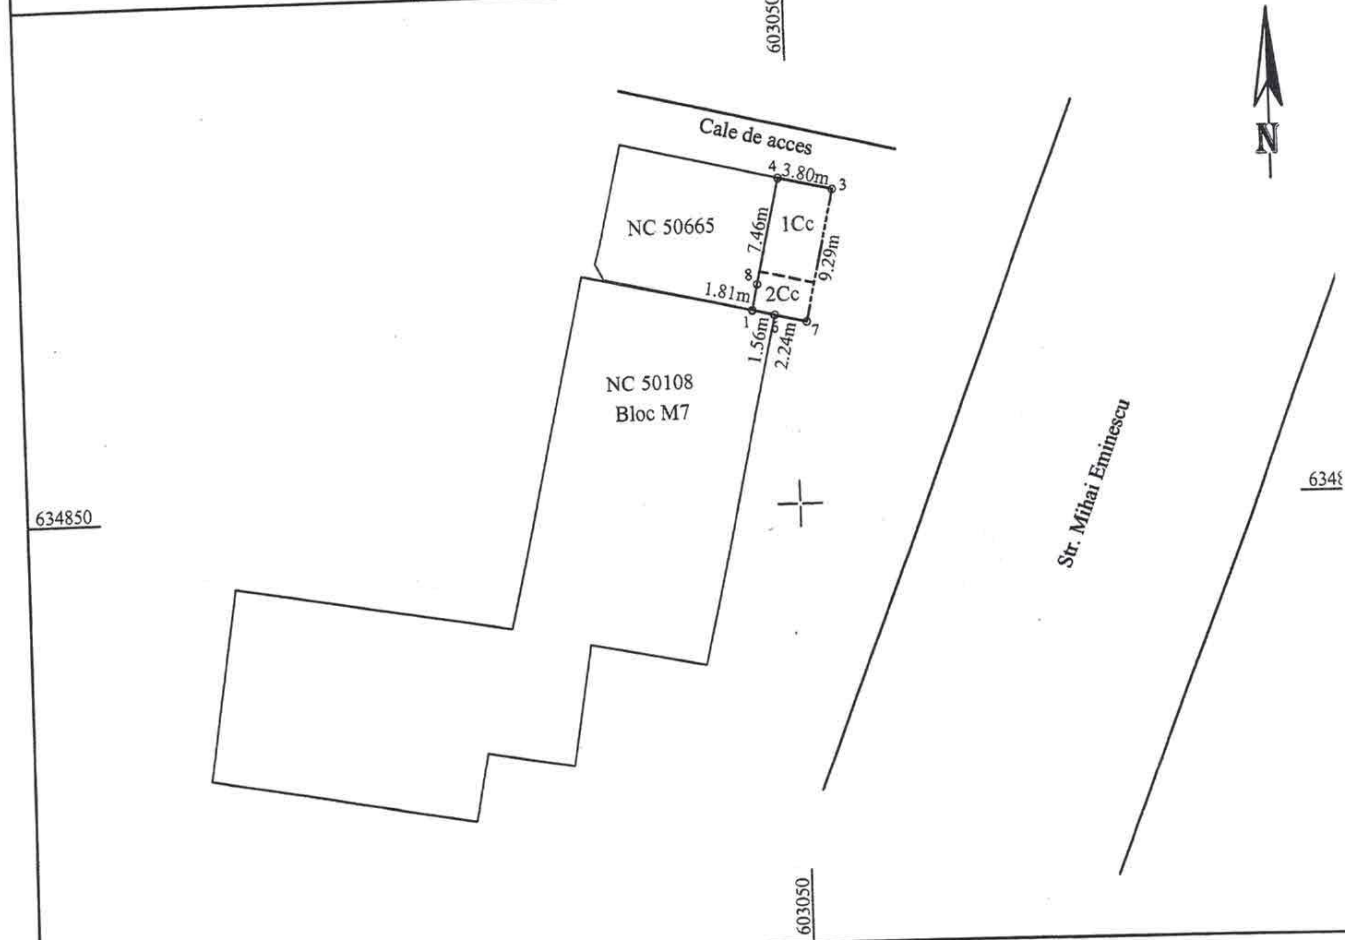 603050
N
Cale de acces
4
3.80m
3
NC 50665
7.46m
1Cc
9.29m
8
1.81m
2Cc
1
6
7
1.56m
2.24m
NC 50108
Bloc M7
Str. Mihai Eminescu
634850
603050